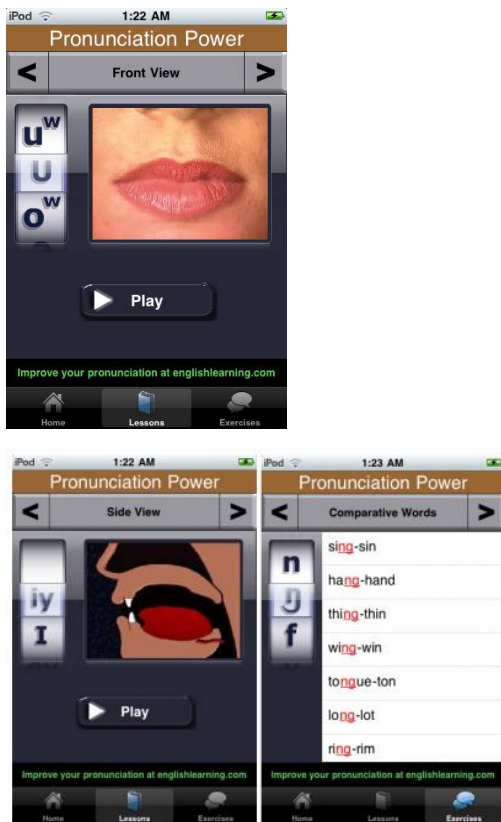 iPod 1:22 AM
Pronunciation Power
< Front View >
uʷ
U
oʷ
Play
Improve your pronunciation at englishlearning.com
Home Lessons Exercises
iPod 1:22 AM
Pronunciation Power
< Side View >
iy
I
Play
Improve your pronunciation at englishlearning.com
Home Lessons Exercises
iPod 1:23 AM
Pronunciation Power
< Comparative Words >
n
ŋ
f
sing-sin
hang-hand
thing-thin
wing-win
tongue-ton
long-lot
ring-rim
Improve your pronunciation at englishlearning.com
Home Lessons Exercises